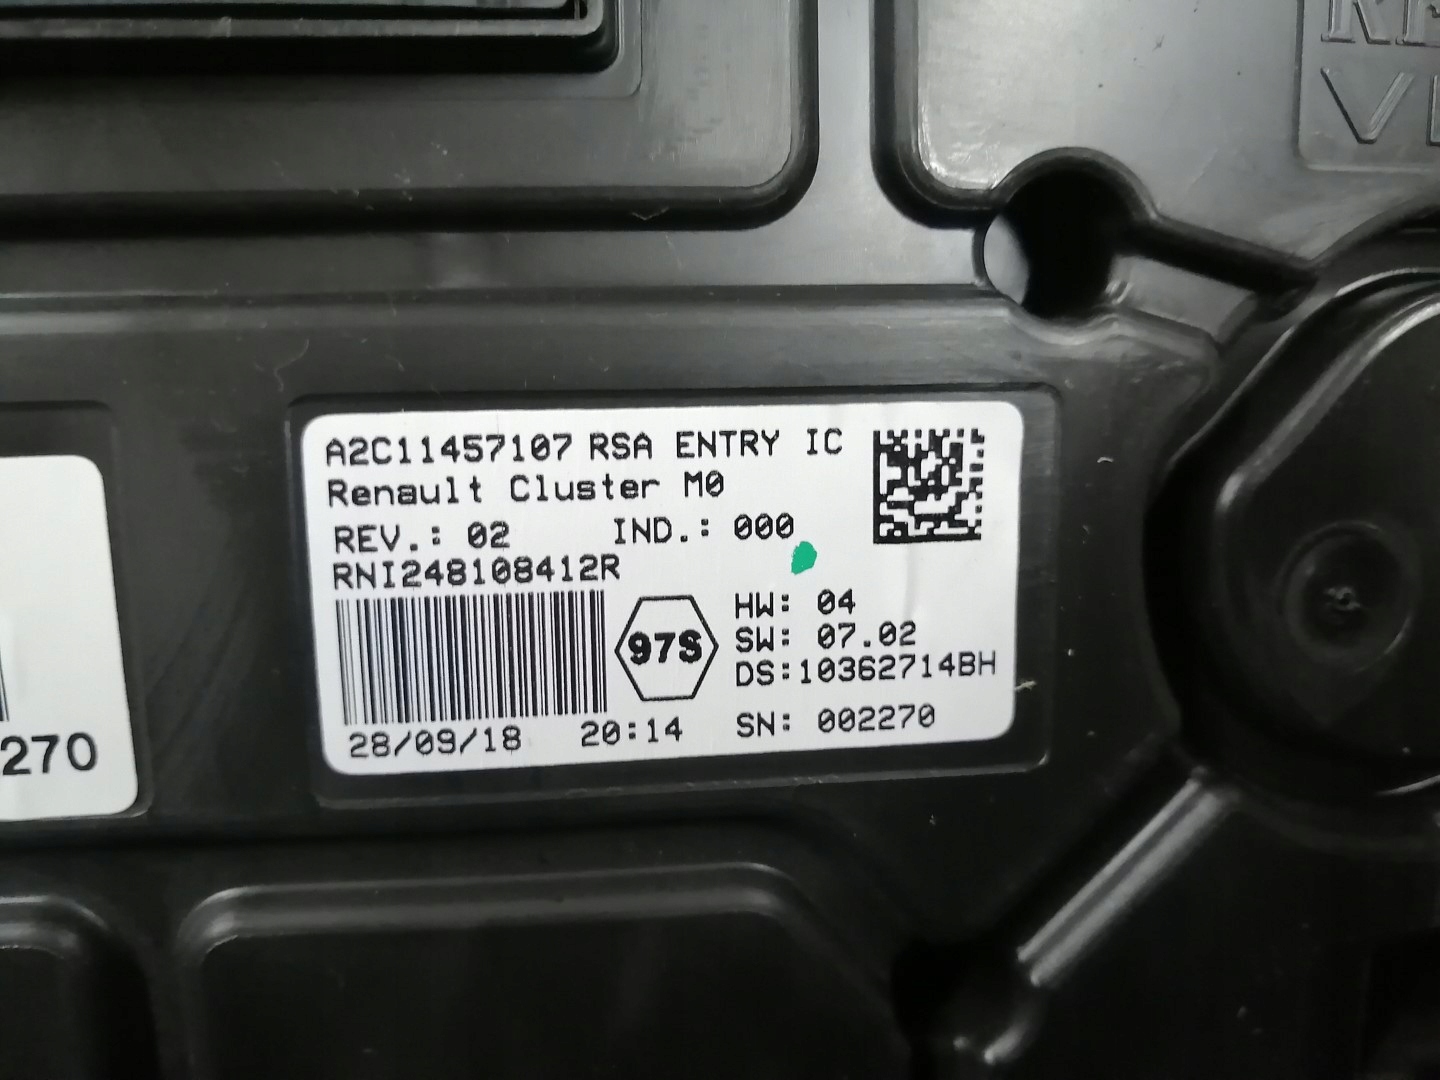 A2C11457107 RSA ENTRY IC
Renault Cluster M0
REV.: 02 IND.: 000
RNI248108412R
97S
HW: 04
SW: 07.02
DS:10362714BH
28/09/18 20:14 SN: 002270
270